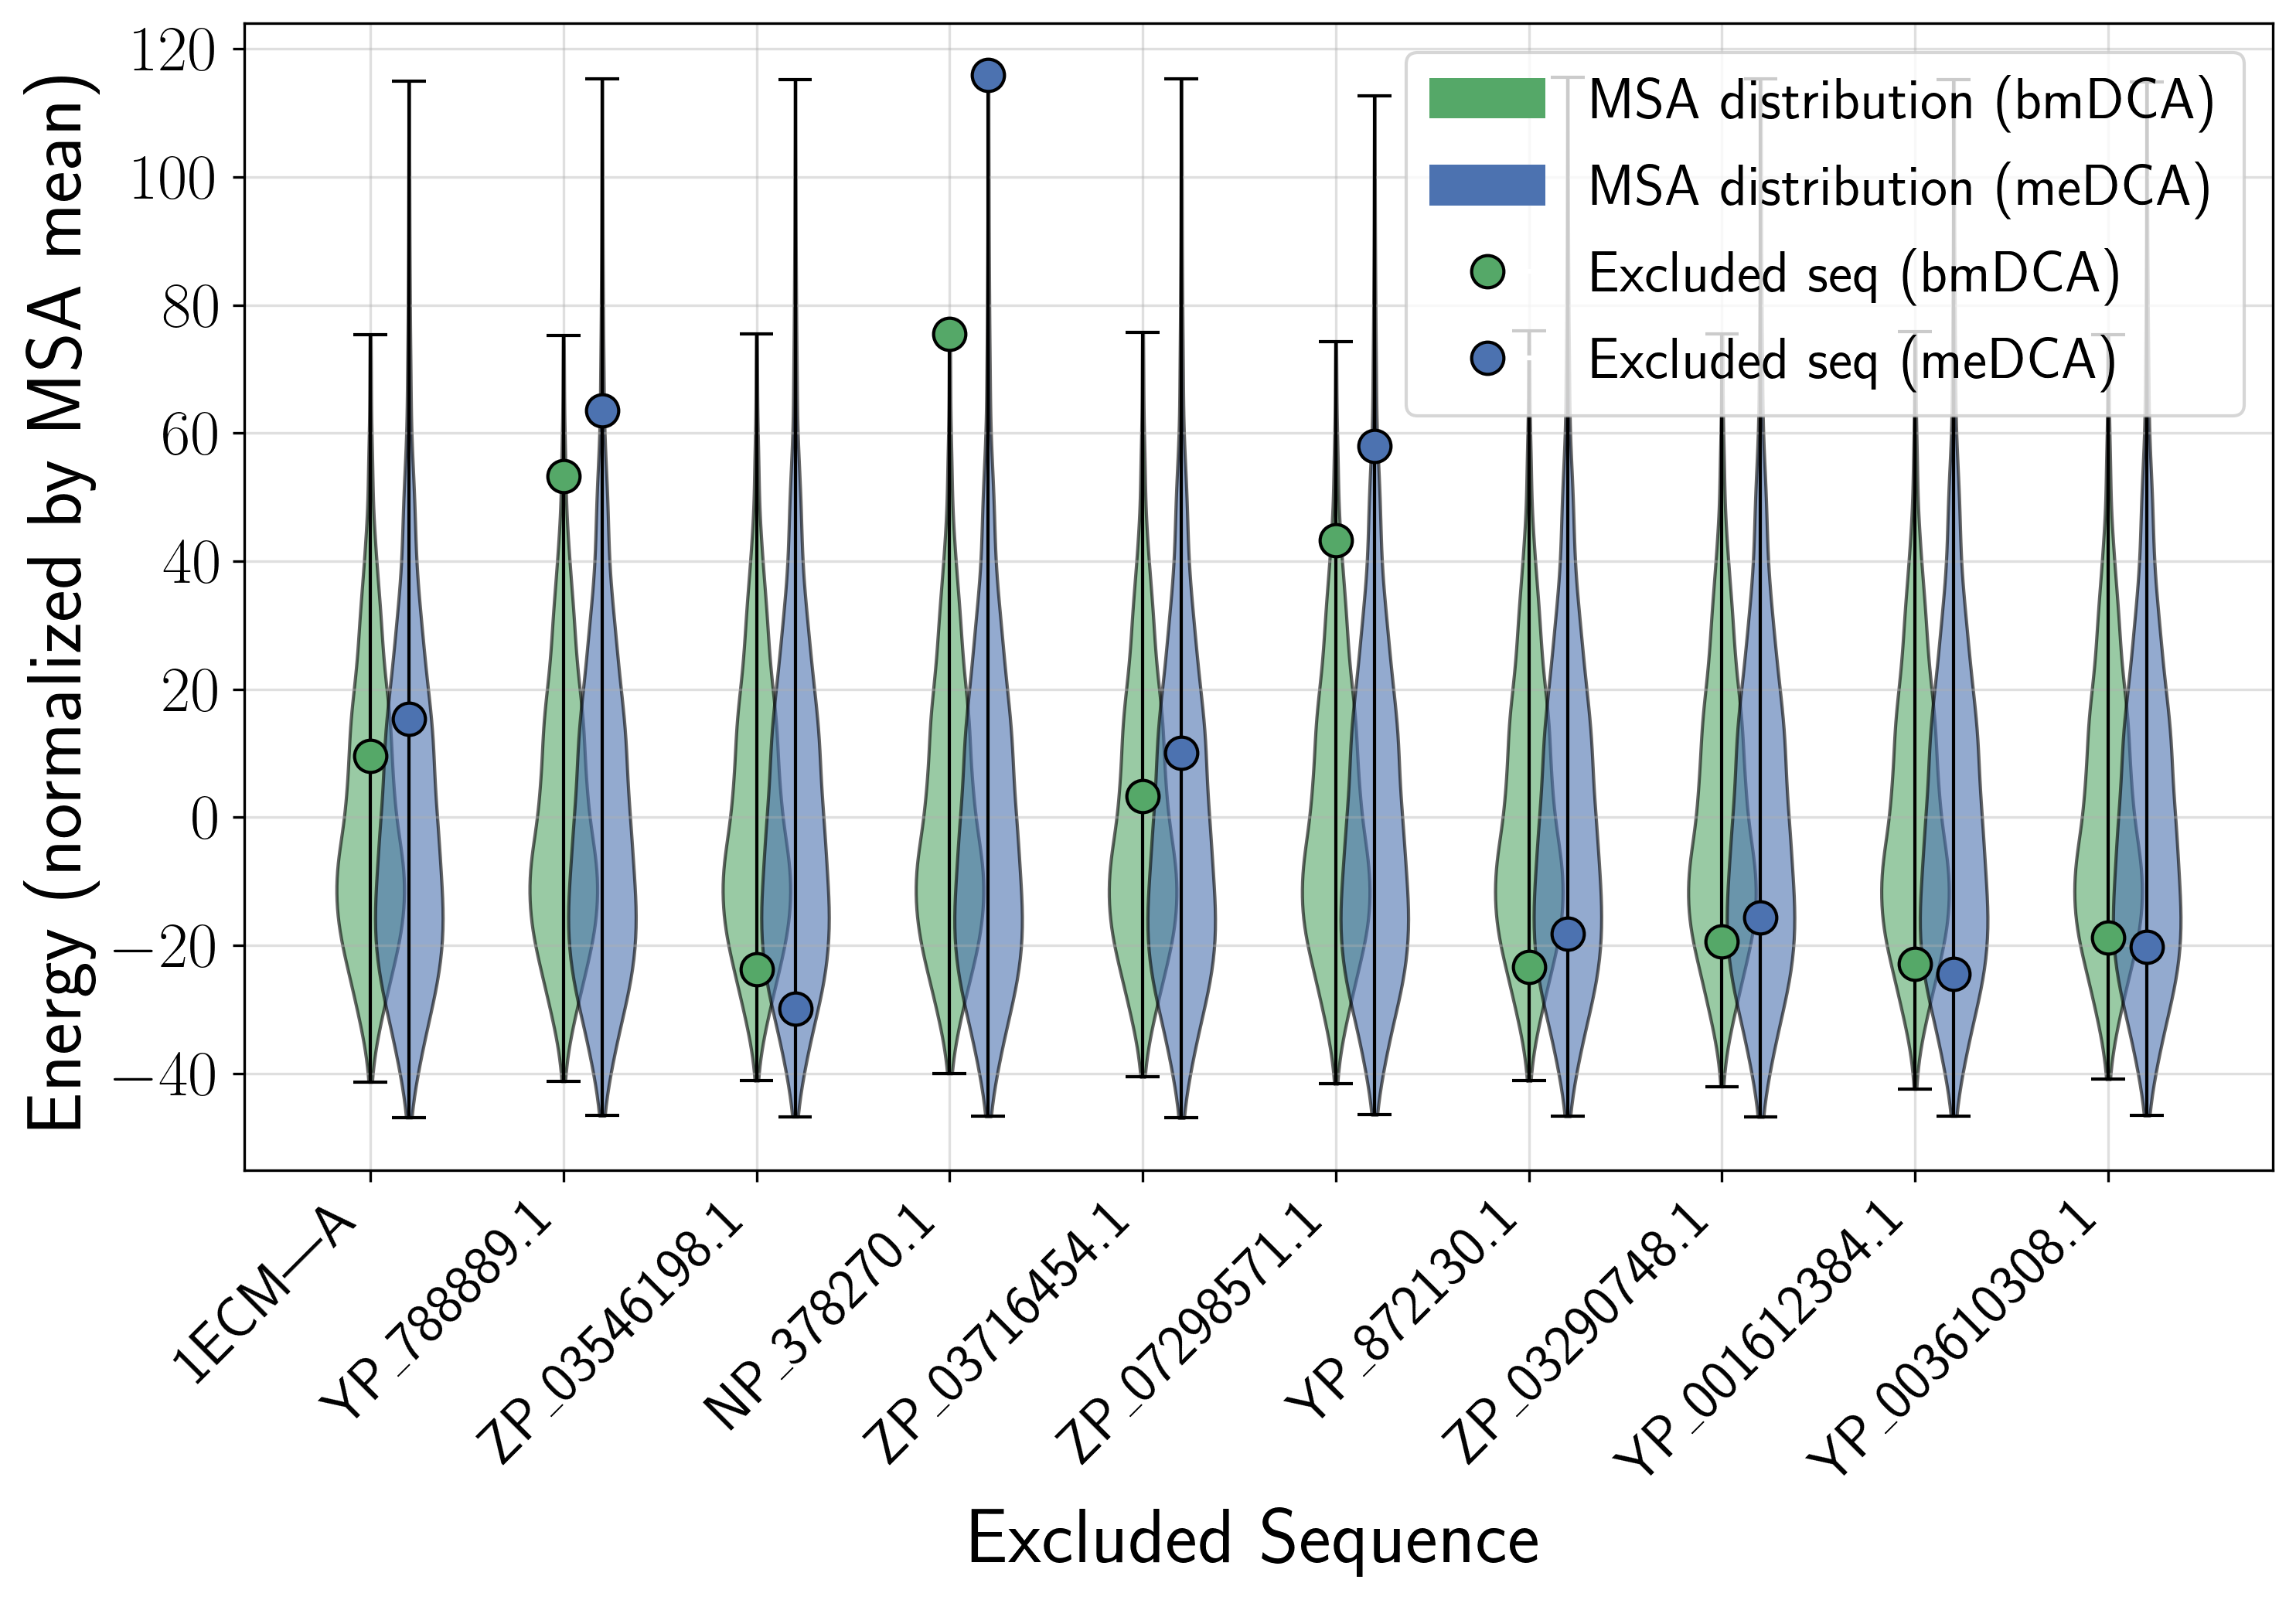 Energy (normalized by MSA mean)
120
100
80
60
40
20
0
−20
−40
MSA distribution (bmDCA)
MSA distribution (meDCA)
Excluded seq (bmDCA)
Excluded seq (meDCA)
1ECM—A
YP_788889.1
ZP_03546198.1
NP_378270.1
ZP_03716454.1
ZP_07298571.1
YP_872130.1
ZP_03290748.1
YP_001612384.1
YP_003610308.1
Excluded Sequence